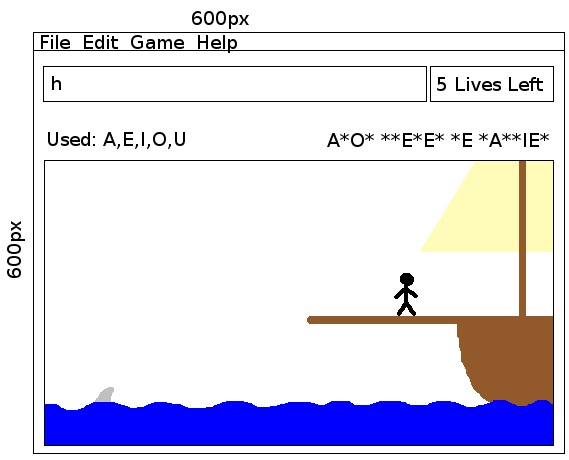 600px
File Edit Game Help
h
5 Lives Left
Used: A,E,I,O,U
A*O* **E*E* *E *A**IE*
600px